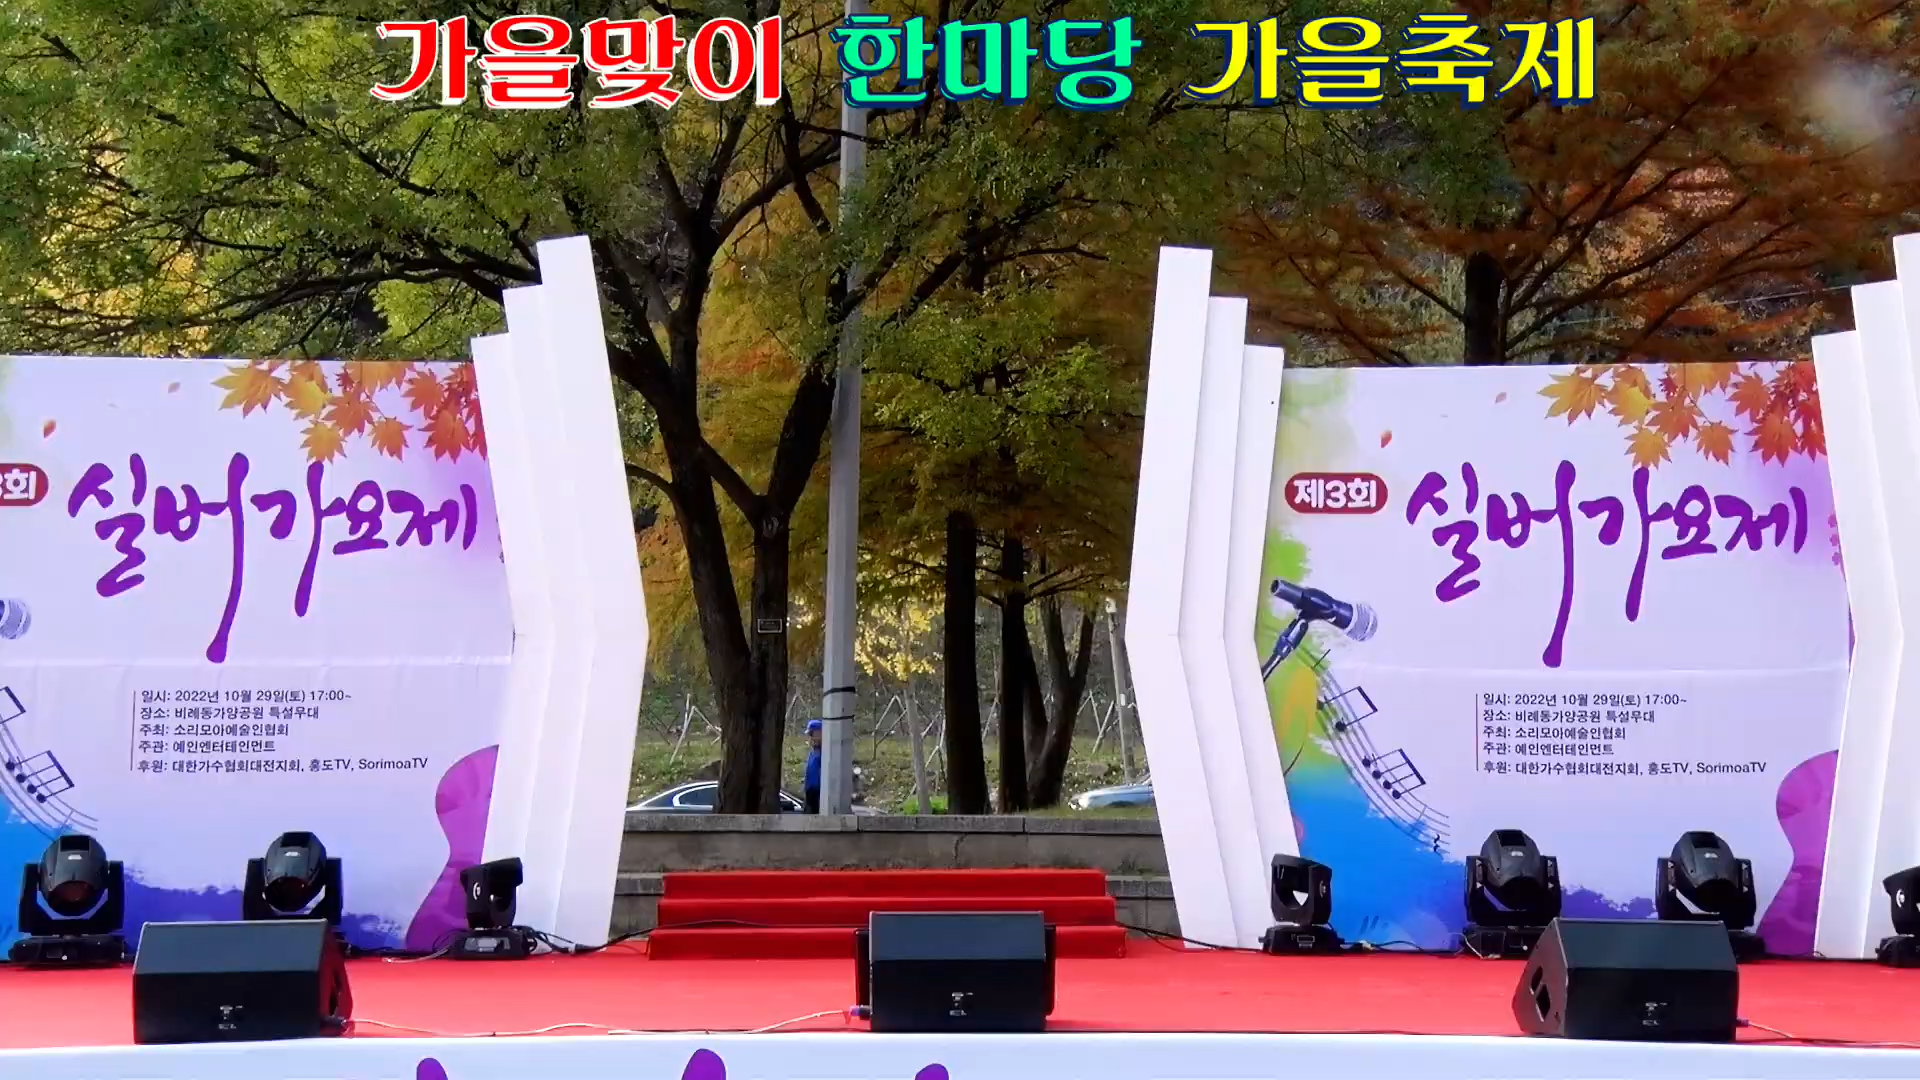 가을맞이 한마당 가을축제
3회
실버가요제
일시: 2022년 10월 29일(토) 17:00~
장소: 비례동가양공원 특설무대
주최: 소리모아예술인협회
주관: 예인엔터테인먼트
후원: 대한가수협회대전지회, 홍도TV, SorimoaTV
제3회
실버가요제
일시: 2022년 10월 29일(토) 17:00~
장소: 비례동가양공원 특설무대
주최: 소리모아예술인협회
주관: 예인엔터테인먼트
후원: 대한가수협회대전지회, 홍도TV, SorimoaTV